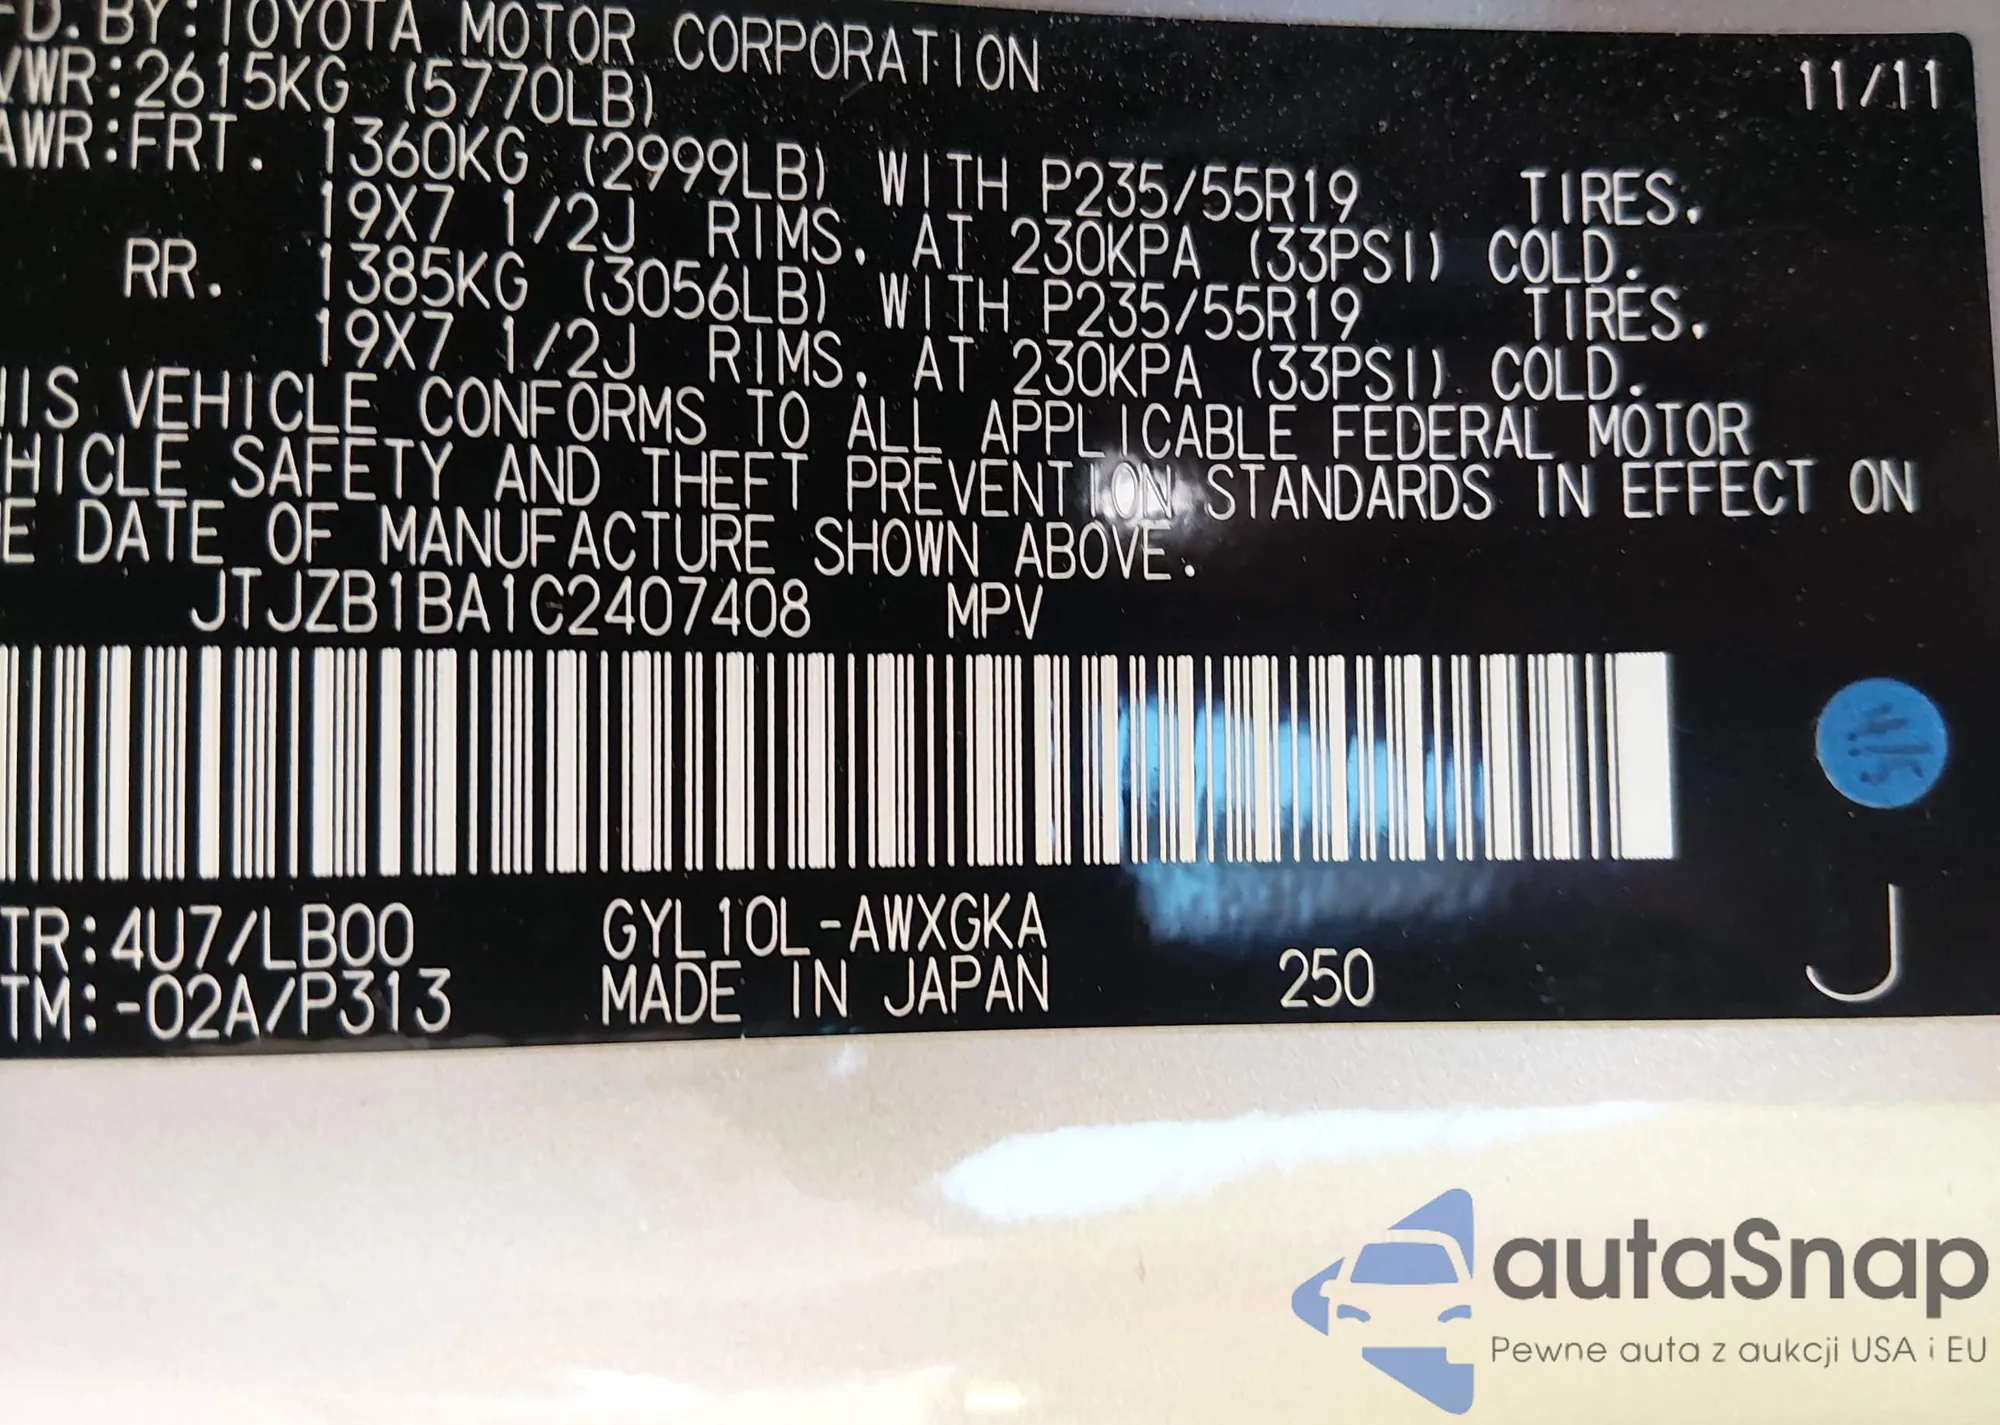 D. BY: TOYOTA MOTOR CORPORATION 11/11
VWR: 2615KG (5770LB)
AWR: FRT. 1360KG (2999LB) WITH P235/55R19 TIRES.
19X7 1/2J RIMS. AT 230KPA (33PSI) COLD.
RR. 1385KG (3056LB) WITH P235/55R19 TIRES.
19X7 1/2J RIMS. AT 230KPA (33PSI) COLD.
HIS VEHICLE CONFORMS TO ALL APPLICABLE FEDERAL MOTOR
HICLE SAFETY AND THEFT PREVENTION STANDARDS IN EFFECT ON
E DATE OF MANUFACTURE SHOWN ABOVE.
JTJZB1BA1C2407408 MPV
TR: 4U7/LB00 GYL10L-AWXGKA
TM: -02A/P313 MADE IN JAPAN 250 J
autaSnap
Pewne auta z aukcji USA i EU